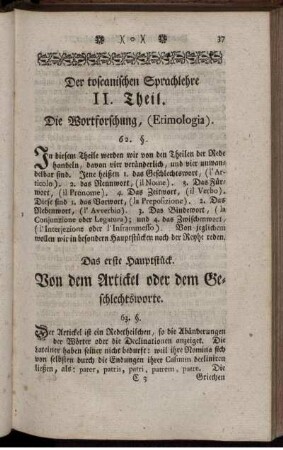 37
Der toscanischen Sprachlehre
II. Theil.
Die Wortforschung, (Etimologia).
62. §.
In diesem Theile werden wir von den Theilen der Rede
handeln, davon vier veränderlich, und vier unwan-
delbar sind. Jene heißen 1. das Geschlechtswort, (l'Ar-
ticolo). 2. das Nennwort, (il Nome). 3. Das Für-
wort, (il Pronome). 4. Das Zeitwort, (il Verbo).
Diese sind 1. das Vorwort, (la Preposizione). 2. Das
Nebenwort, (l'Avverbio). 3. Das Bindewort, (la
Conjunzione oder Legatura); und 4. das Zwischenwort,
(l'Interjezione oder l'Inframmesso). Von jeglichem
wollen wir in besondern Hauptstücken nach der Reyhe reden.
Das erste Hauptstück.
Von dem Artickel oder dem Ge-
schlechtsworte.
63. §.
Der Artickel ist ein Redetheilchen, so die Abänderungen
der Wörter oder die Declinationen anzeiget. Die
Lateiner haben seiner nicht bedurft: weil ihre Nomina sich
von selbsten durch die Endungen ihrer Casuum declinieren
ließen, als: pater, patris, patri, patrem, patre. Die
C 3 Griechen